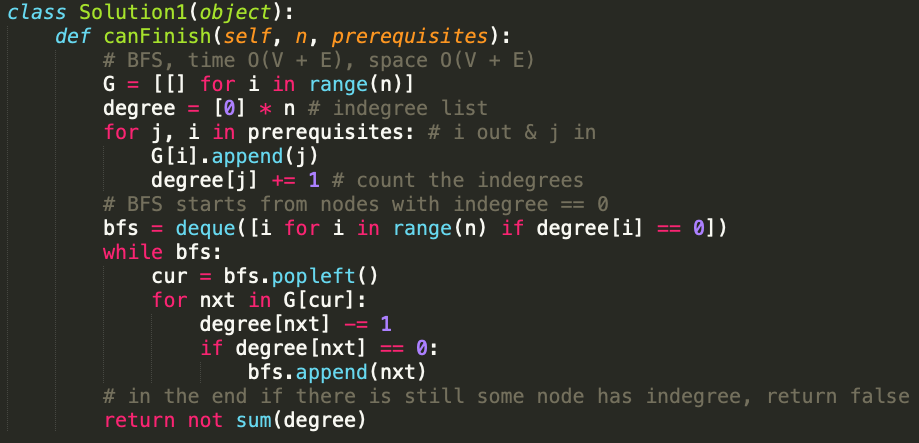 class Solution1(object):
    def canFinish(self, n, prerequisites):
        # BFS, time O(V + E), space O(V + E)
        G = [[] for i in range(n)]
        degree = [0] * n # indegree list
        for j, i in prerequisites: # i out & j in
            G[i].append(j)
            degree[j] += 1 # count the indegrees
        # BFS starts from nodes with indegree == 0
        bfs = deque([i for i in range(n) if degree[i] == 0])
        while bfs:
            cur = bfs.popleft()
            for nxt in G[cur]:
                degree[nxt] -= 1
                if degree[nxt] == 0:
                    bfs.append(nxt)
        # in the end if there is still some node has indegree, return false
        return not sum(degree)